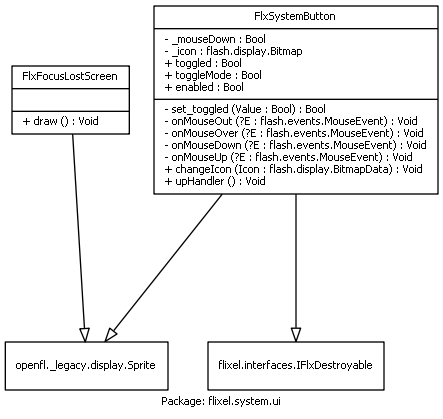 FlxSystemButton
- _mouseDown : Bool
- _icon : flash.display.Bitmap
+ toggled : Bool
+ toggleMode : Bool
+ enabled : Bool
- set_toggled (Value : Bool) : Bool
- onMouseOut (?E : flash.events.MouseEvent) : Void
- onMouseOver (?E : flash.events.MouseEvent) : Void
- onMouseDown (?E : flash.events.MouseEvent) : Void
- onMouseUp (?E : flash.events.MouseEvent) : Void
+ changeIcon (Icon : flash.display.BitmapData) : Void
+ upHandler () : Void
FlxFocusLostScreen
+ draw () : Void
openfl._legacy.display.Sprite
flixel.interfaces.IFlxDestroyable
Package: flixel.system.ui